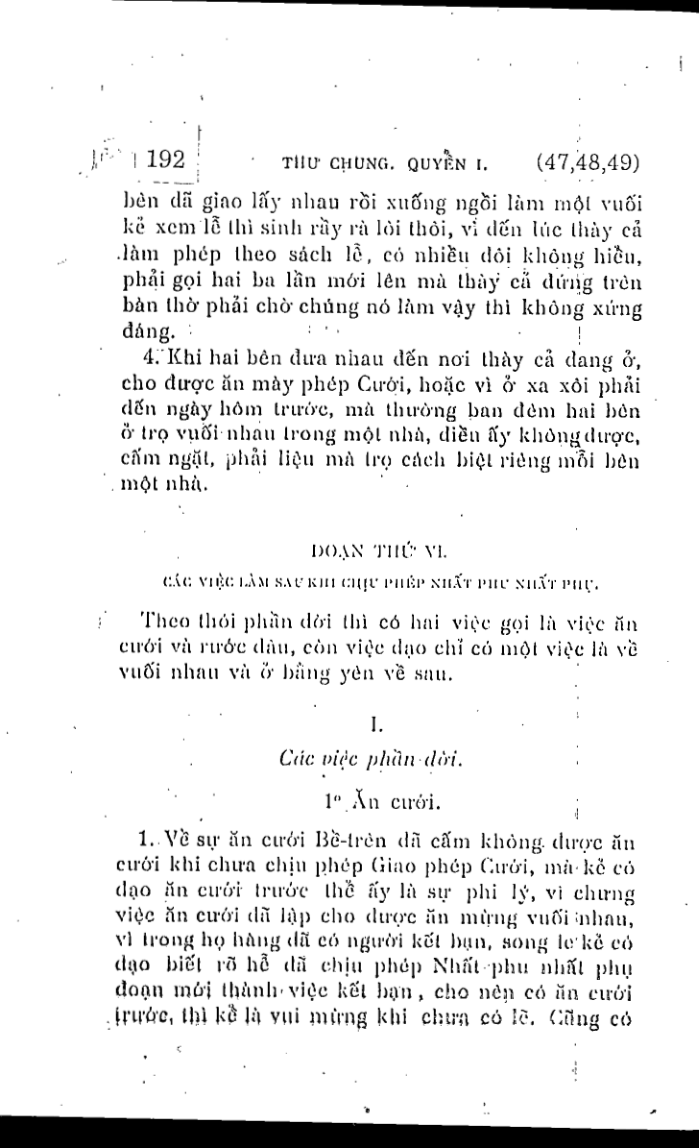 192 THƯ CHUNG. QUYỂN I. (47,48,49)
bên đã giao lấy nhau rồi xuống ngồi làm một vuối
kẻ xem lễ thì sinh rầy rà lòi thòi, vì đến lúc thày cả
làm phép theo sách lễ, có nhiều đôi không hiểu,
phải gọi hai ba lần mới lên mà thày cả đứng trên
bàn thờ phải chờ chúng nó làm vậy thì không xứng
đáng.
4. Khi hai bên đưa nhau đến nơi thày cả đang ở,
cho được ăn mày phép Cưới, hoặc vì ở xa xôi phải
đến ngày hôm trước, mà thường ban đêm hai bên
ở trọ vuối nhau trong một nhà, điều ấy không được,
cấm ngặt, phải liệu mà trọ cách biệt riêng mỗi bên
một nhà.
ĐOẠN THỨ VI.
CÁC VIỆC LÀM SAU KHI CHỊU PHÉP NHẤT PHU NHẤT PHỤ.
Theo thói phần đời thì có hai việc gọi là việc ăn
cưới và rước dâu, còn việc đạo chỉ có một việc là về
vuối nhau và ở bằng yên về sau.
I.
Các việc phần đời.
1º Ăn cưới.
1. Về sự ăn cưới Bề-trên đã cấm không được ăn
cưới khi chưa chịu phép Giao phép Cưới, mà kẻ có
đạo ăn cưới trước thể ấy là sự phi lý, vì chưng
việc ăn cưới đã lập cho được ăn mừng vuối nhau,
vì trong họ hàng đã có người kết bạn, song le kẻ có
đạo biết rõ hễ đã chịu phép Nhất phu nhất phụ
đoạn mới thành việc kết bạn, cho nên có ăn cưới
trước, thì kể là vui mừng khi chưa có lẽ. Cũng có